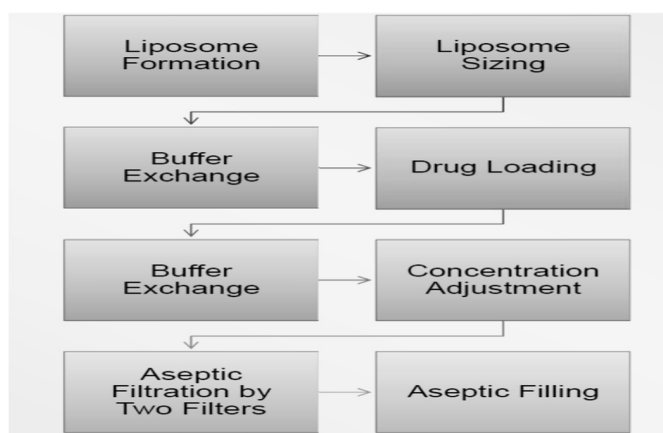 Liposome
Formation
Liposome
Sizing
Buffer
Exchange
Drug Loading
Buffer
Exchange
Concentration
Adjustment
Aseptic
Filtration by
Two Filters
Aseptic Filling